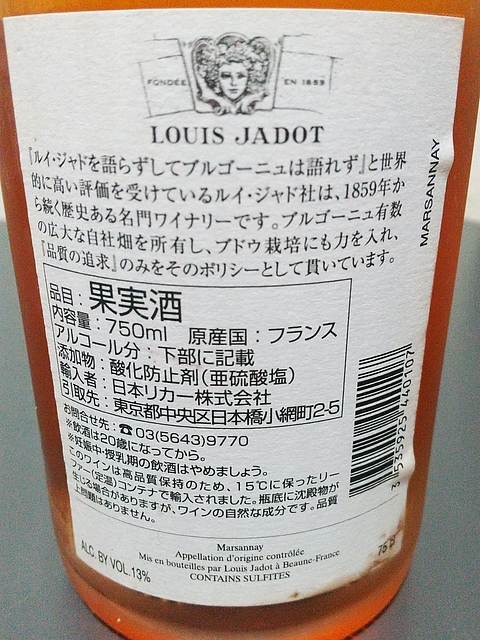 FONDÉE EN 1859
LOUIS JADOT
『ルイ・ジャドを語らずしてブルゴーニュは語れず』と世界
的に高い評価を受けているルイ・ジャド社は、1859年か
ら続く歴史ある名門ワイナリーです。ブルゴーニュ有数
の広大な自社畑を所有し、ブドウ栽培にも力を入れ、
『品質の追求』のみをそのポリシーとして貫いています。
MARSANNAY
品目：果実酒
内容量：750ml 原産国：フランス
アルコール分：下部に記載
添加物：酸化防止剤(亜硫酸塩)
輸入者：日本リカー株式会社
引取先：東京都中央区日本橋小網町2-5
お問合せ先：☎03(5643)9770
※飲酒は20歳になってから。
※妊娠中・授乳期の飲酒はやめましょう。
このワインは高品質保持のため、15℃に保ったリー
ファー(定温)コンテナで輸入されました。瓶底に沈殿物が
生じる場合がありますが、ワインの自然な成分です。品質
上問題はありません。
3 535925 140107
Marsannay
Appellation d'origine contrôlée
Mis en bouteilles par Louis Jadot à Beaune-France
CONTAINS SULFITES
ALC. BY VOL. 13%
75 cl